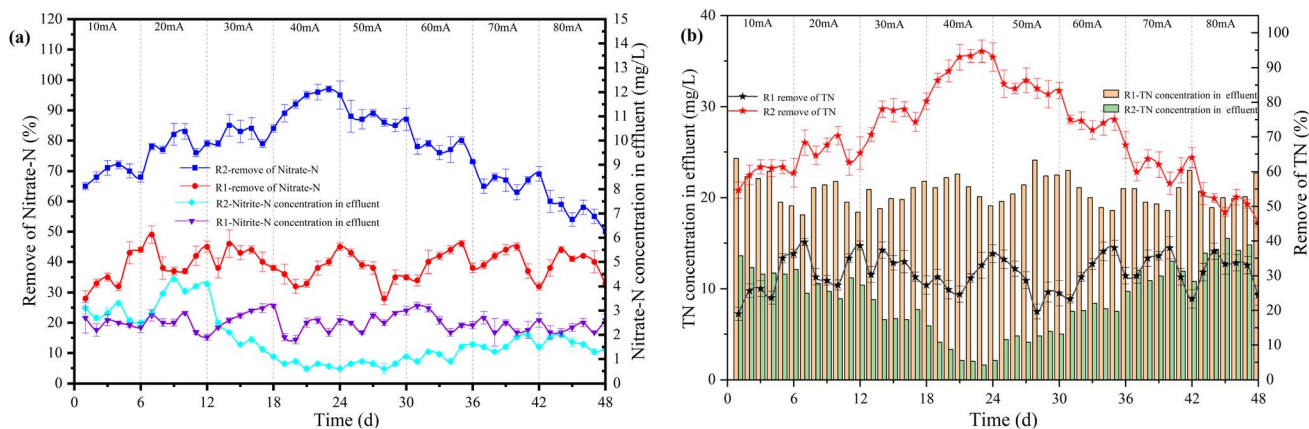 (a)
10mA 20mA 30mA 40mA 50mA 60mA 70mA 80mA
120 110 100 90 80 70 60 50 40 30 20 10 0
Remove of Nitrate-N (%)
R2-remove of Nitrate-N
R1-remove of Nitrate-N
R2-Nitrite-N concentration in effluent
R1-Nitrite-N concentration in effluent
15 14 13 12 11 10 9 8 7 6 5 4 3 2 1 0
Nitrate-N concentration in effluent (mg/L)
0 6 12 18 24 30 36 42 48
Time (d)
(b)
10mA 20mA 30mA 40mA 50mA 60mA 70mA 80mA
40 30 20 10 0
TN concentration in effluent (mg/L)
R1 remove of TN
R2 remove of TN
R1-TN concentration in effluent
R2-TN concentration in effluent
100 90 80 70 60 50 40 30 20 10 0
Remove of TN (%)
0 6 12 18 24 30 36 42 48
Time (d)